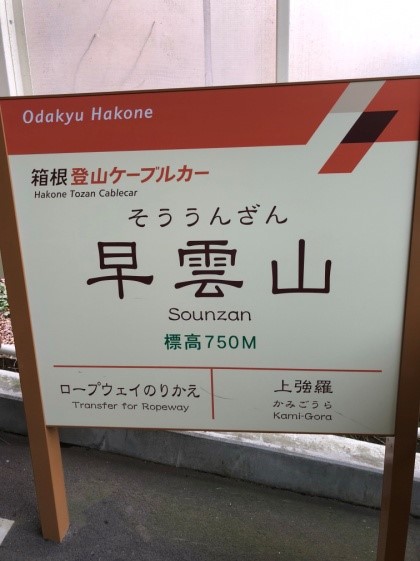 Odakyu Hakone
箱根登山ケーブルカー
Hakone Tozan Cablecar
そううんざん
早雲山
Sounzan
標高750M
ロープウェイのりかえ
Transfer for Ropeway
上強羅
かみごうら
Kami-Gora